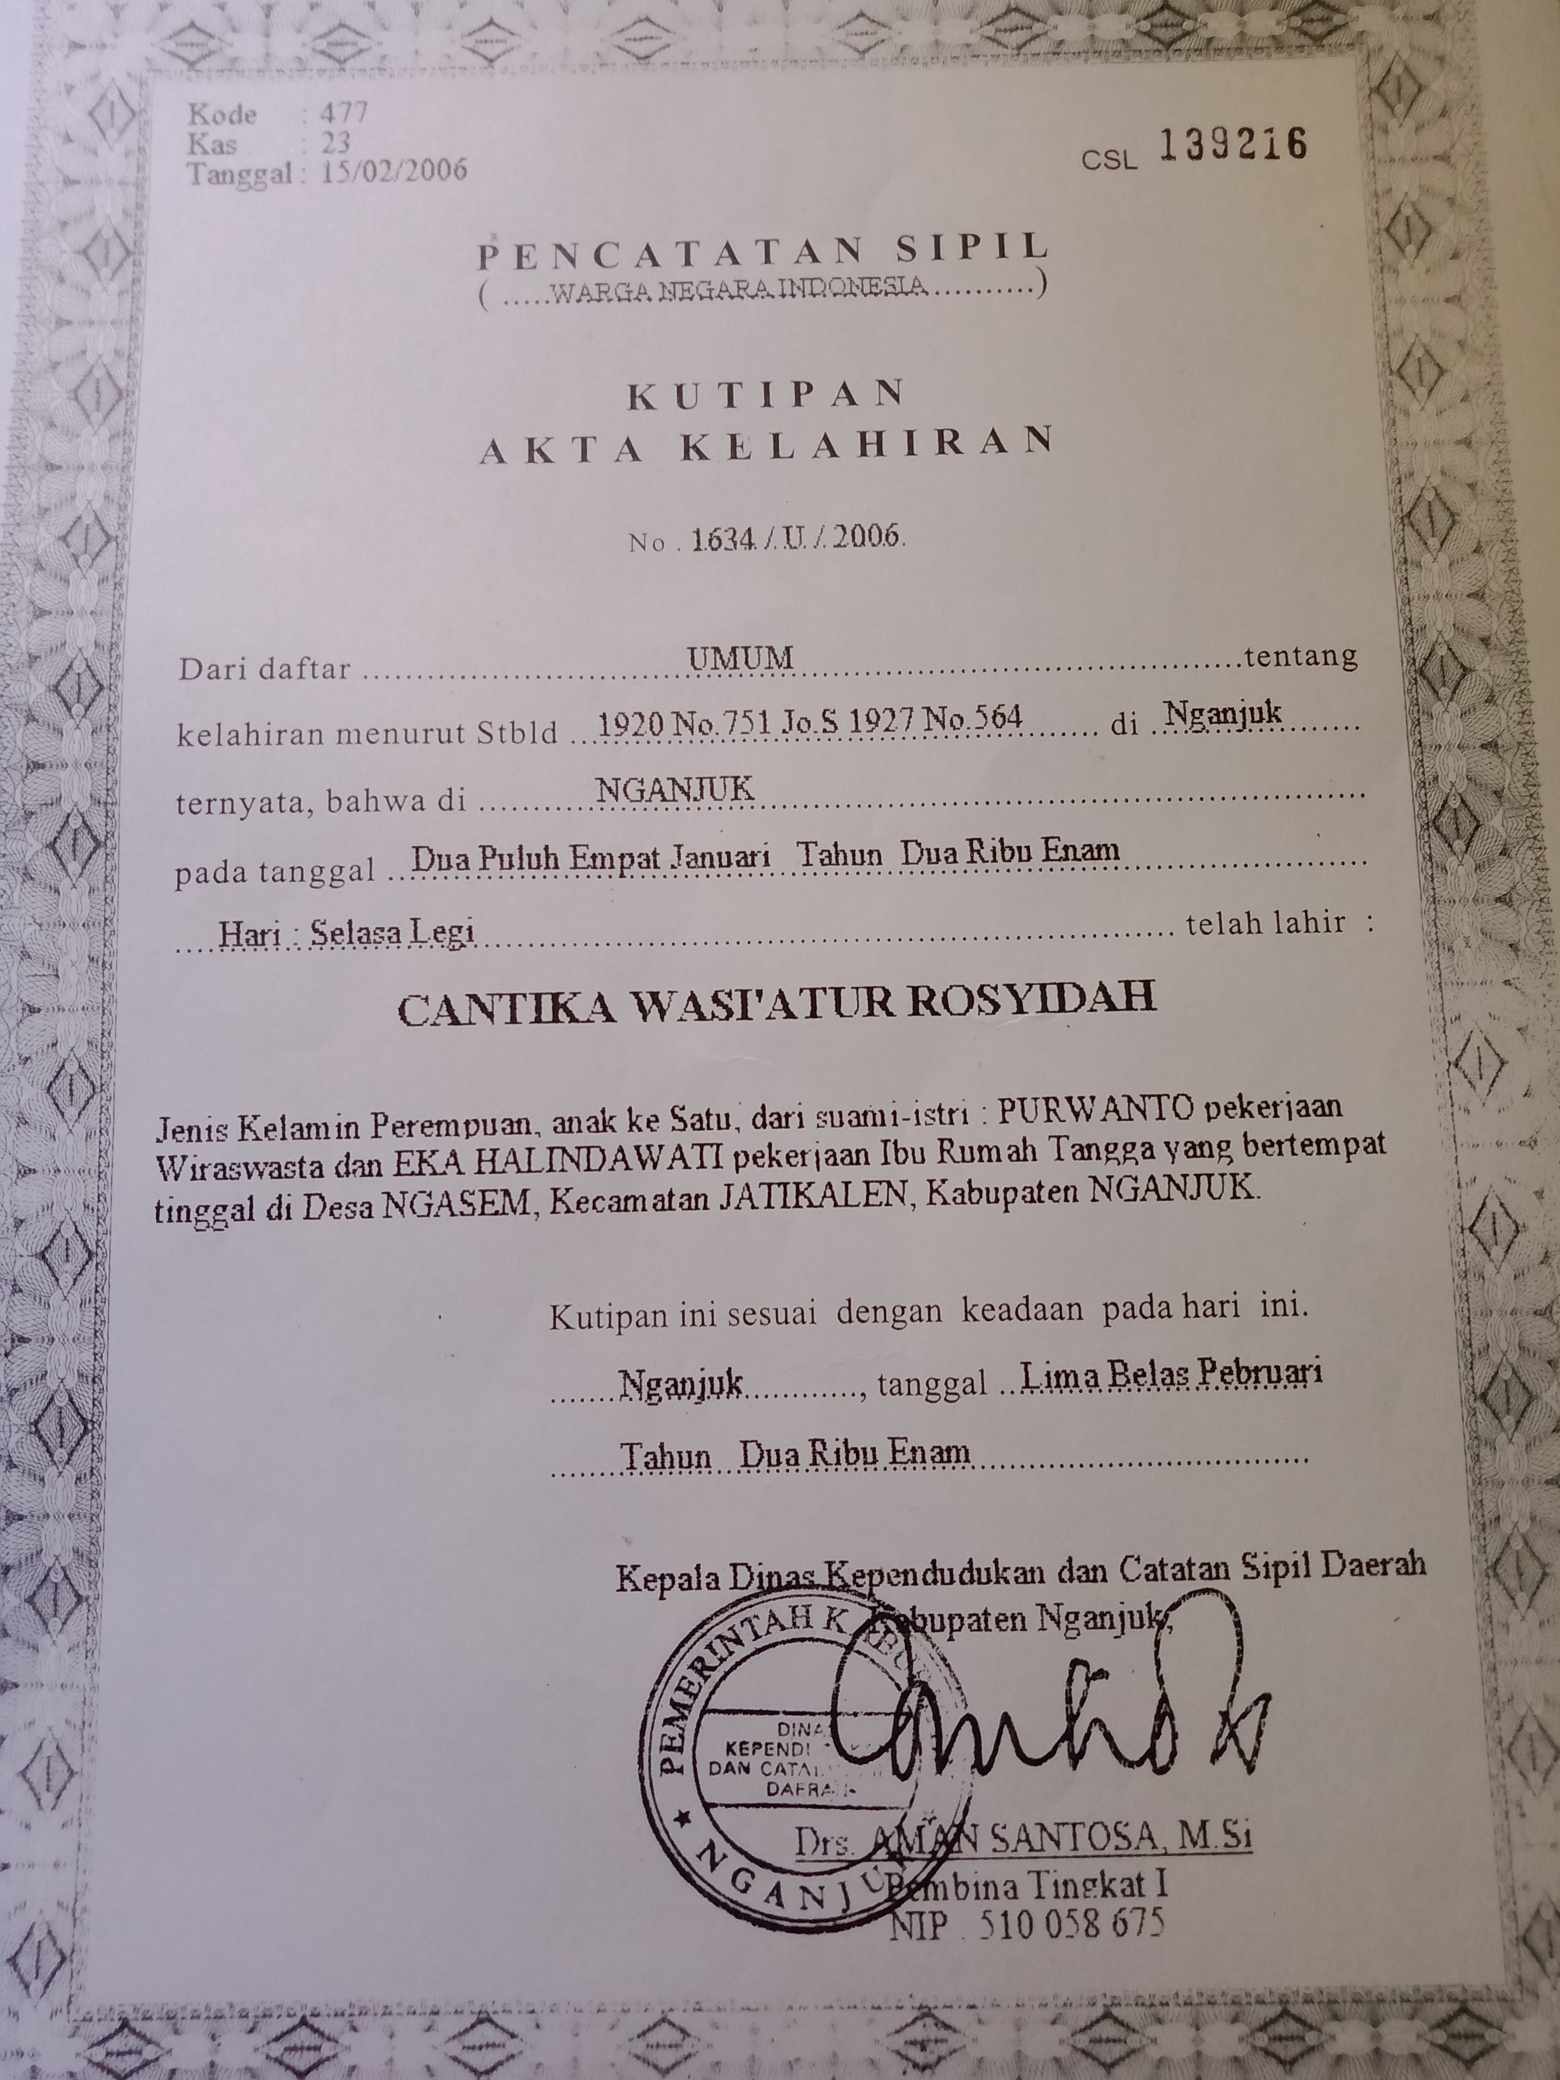 Kode : 477
Kas : 23
Tanggal : 15/02/2006
CSL 139216
PENCATATAN SIPIL
( .....WARGA NEGARA INDONESIA..........)
KUTIPAN
AKTA KELAHIRAN
No . 1634 / U / 2006.
Dari daftar ........ UMUM ........ tentang
kelahiran menurut Stbld ... 1920 No.751 Jo.S 1927 No.564 ........ di ... Nganjuk ........
ternyata, bahwa di ........ NGANJUK ........
pada tanggal ... Dua Puluh Empat Januari Tahun Dua Ribu Enam ........
.... Hari : Selasa Legi ........ telah lahir :
CANTIKA WASI'ATUR ROSYIDAH
Jenis Kelamin Perempuan, anak ke Satu, dari suami-istri : PURWANTO pekerjaan
Wiraswasta dan EKA HALINDAWATI pekerjaan Ibu Rumah Tangga yang bertempat
tinggal di Desa NGASEM, Kecamatan JATIKALEN, Kabupaten NGANJUK.
Kutipan ini sesuai dengan keadaan pada hari ini.
....... Nganjuk ............, tanggal ... Lima Belas Pebruari
....... Tahun Dua Ribu Enam ........
Kepala Dinas Kependudukan dan Catatan Sipil Daerah
Kabupaten Nganjuk,
PEMERINTAH KABUP
DINA
KEPENDI
DAN CATAT
DAERA
NGANJUK
Drs. AMAN SANTOSA, M.Si
Pembina Tingkat I
NIP . 510 058 675